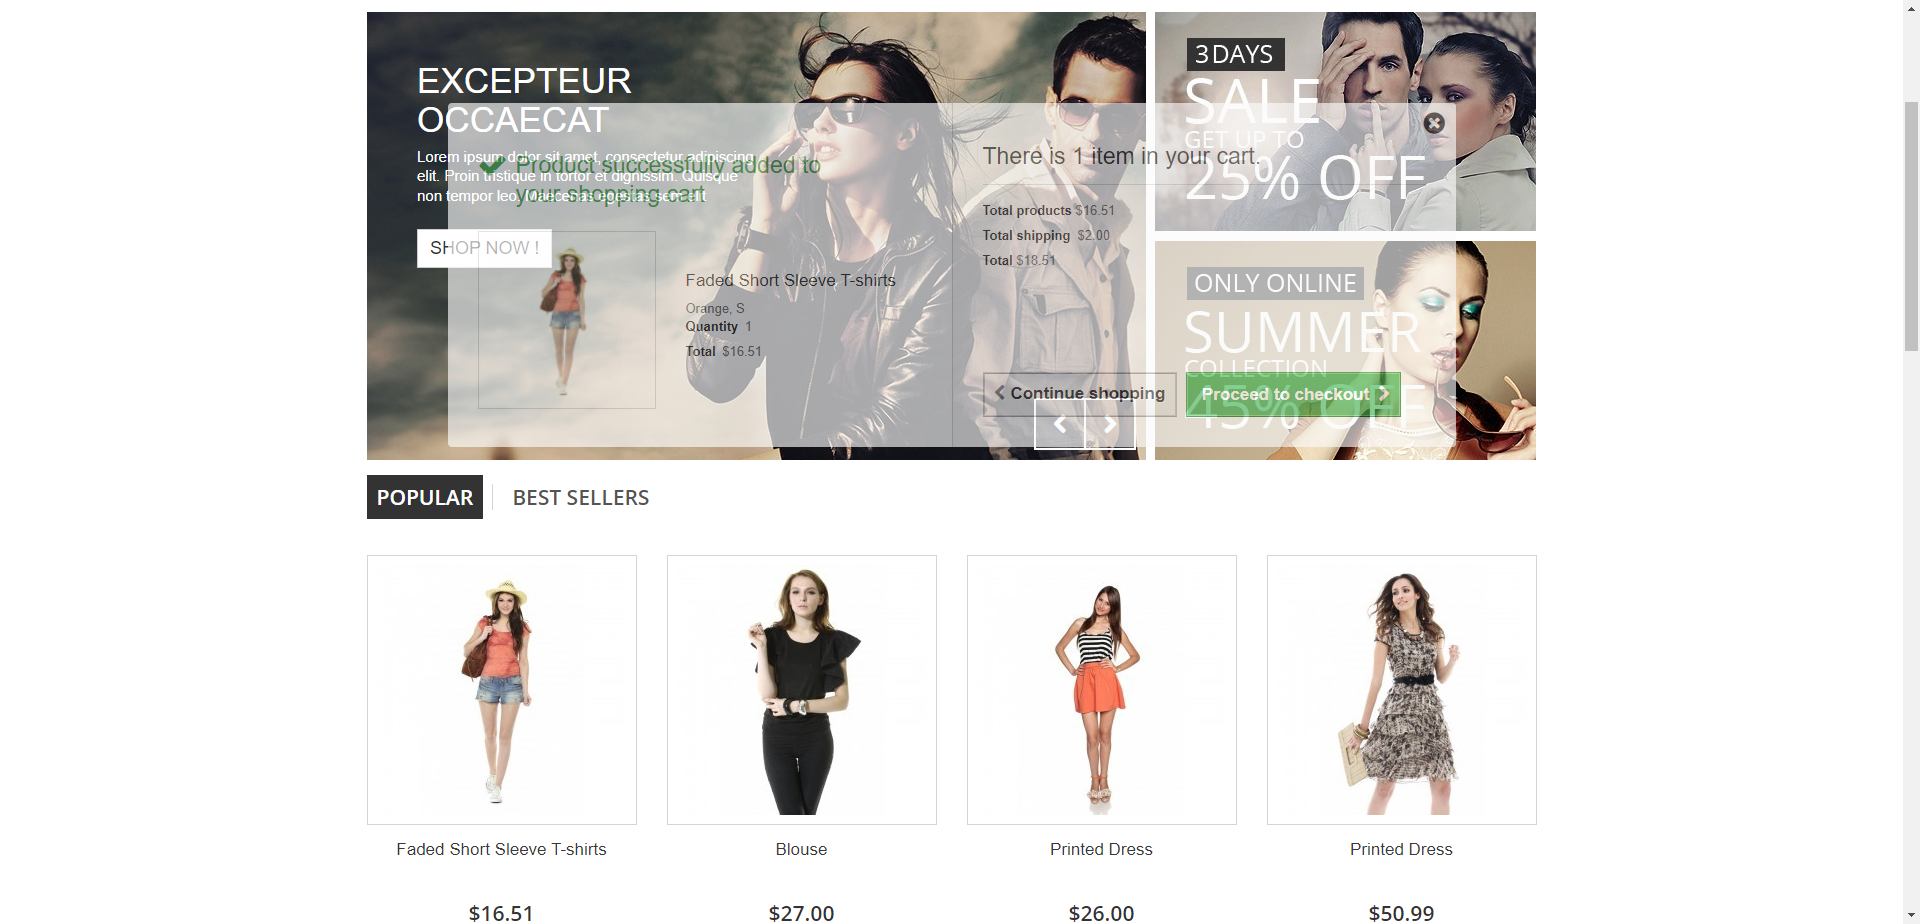 EXCEPTEUR
OCCAECAT
Lorem ipsum dolor sit amet, consectetur adipiscing
elit. Proin tristique in tortor et dignissim. Quisque
non tempor leo. Maecenas egestas sem elit
SHOP NOW !
Product successfully added to
your shopping cart
Faded Short Sleeve T-shirts
Orange, S
Quantity 1
Total $16.51
There is 1 item in your cart.
Total products $16.51
Total shipping $2.00
Total $18.51
Continue shopping
Proceed to checkout
3 DAYS
SALE
GET UP TO
25% OFF
ONLY ONLINE
SUMMER
COLLECTION
45% OFF
POPULAR
BEST SELLERS
Faded Short Sleeve T-shirts
Blouse
Printed Dress
Printed Dress
$16.51
$27.00
$26.00
$50.99